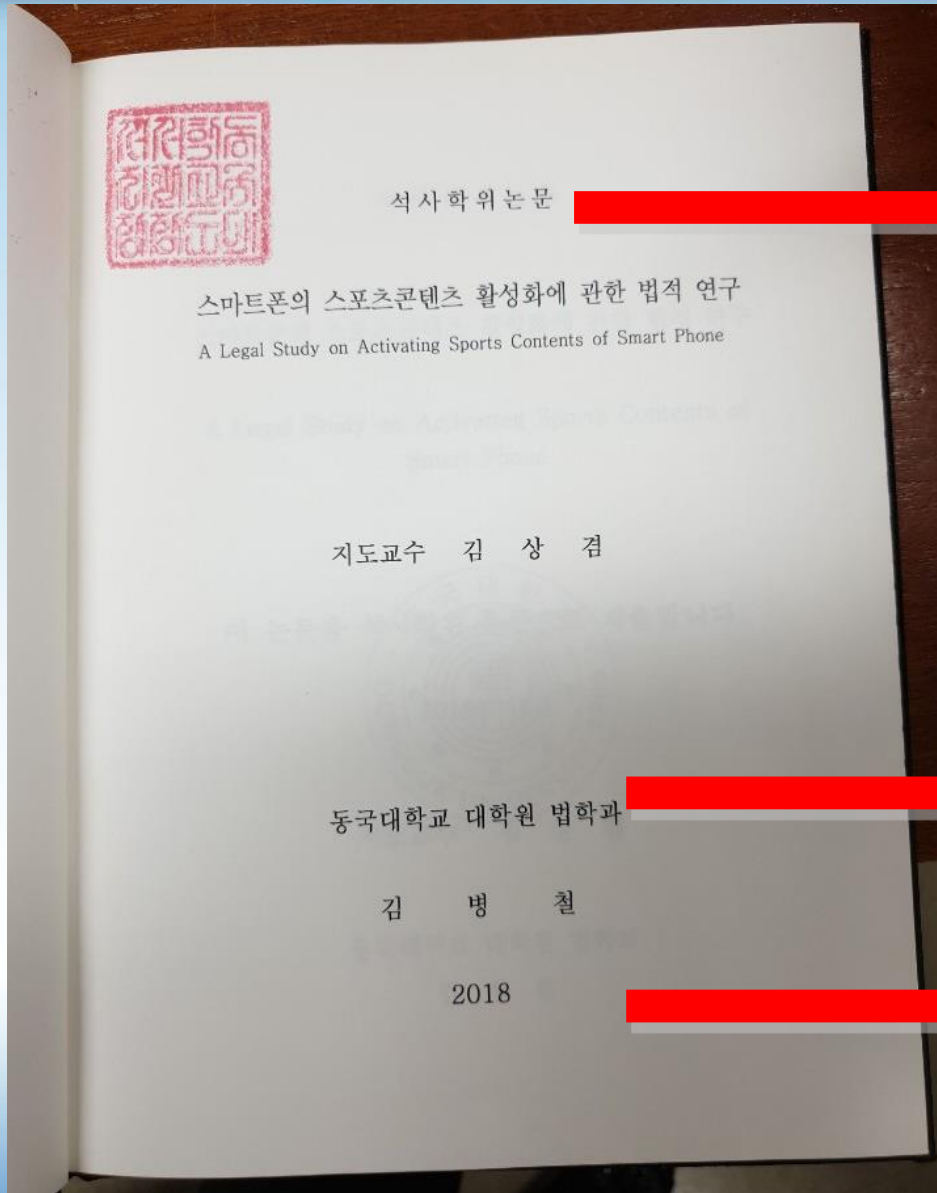 석사학위논문
스마트폰의 스포츠콘텐츠 활성화에 관한 법적 연구
A Legal Study on Activating Sports Contents of Smart Phone
지도교수 김 상 겸
동국대학교 대학원 법학과
김 병 철
2018